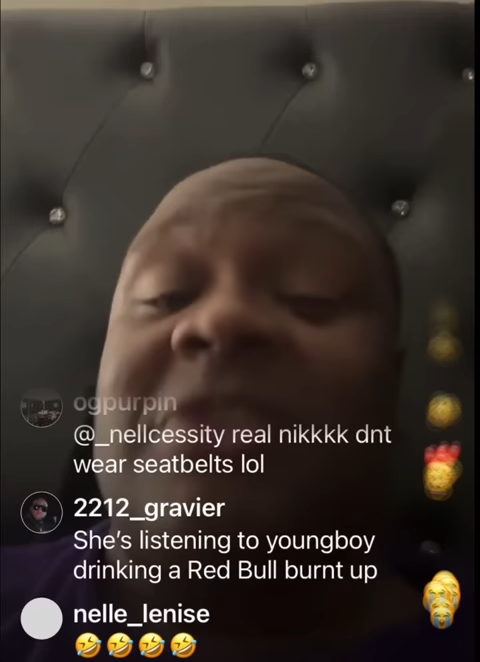 ogpurpin
@_nellcessity real nikkkk dnt
wear seatbelts lol
2212_gravier
She’s listening to youngboy
drinking a Red Bull burnt up
nelle_lenise
🤣🤣🤣🤣